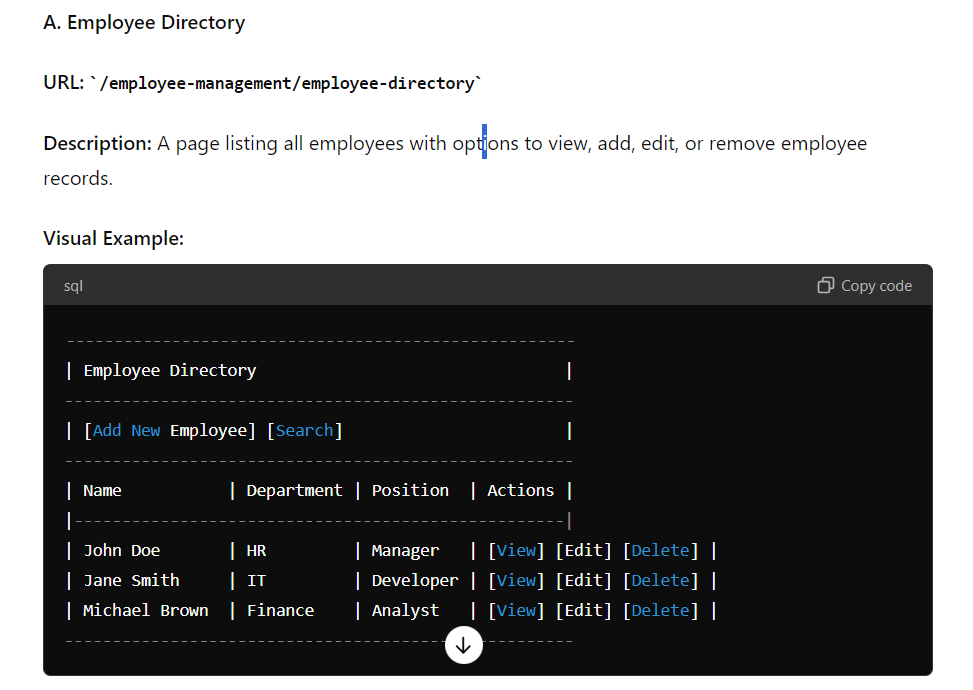 A. Employee Directory
URL: `/employee-management/employee-directory`
Description: A page listing all employees with options to view, add, edit, or remove employee
records.
Visual Example:
sql
Copy code
-----------------------------------------------------
| Employee Directory                                |
-----------------------------------------------------
| [Add New Employee] [Search]                        |
-----------------------------------------------------
| Name           | Department | Position  | Actions |
|---------------------------------------------------|
| John Doe       | HR         | Manager   | [View] [Edit] [Delete] |
| Jane Smith     | IT         | Developer | [View] [Edit] [Delete] |
| Michael Brown  | Finance    | Analyst   | [View] [Edit] [Delete] |
-----------------------------------------------------